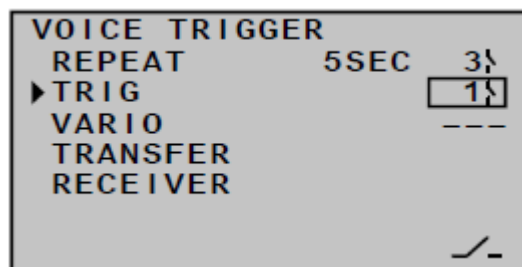 VOICE TRIGGER
REPEAT 5SEC 3
TRIG 1
VARIO ---
TRANSFER
RECEIVER